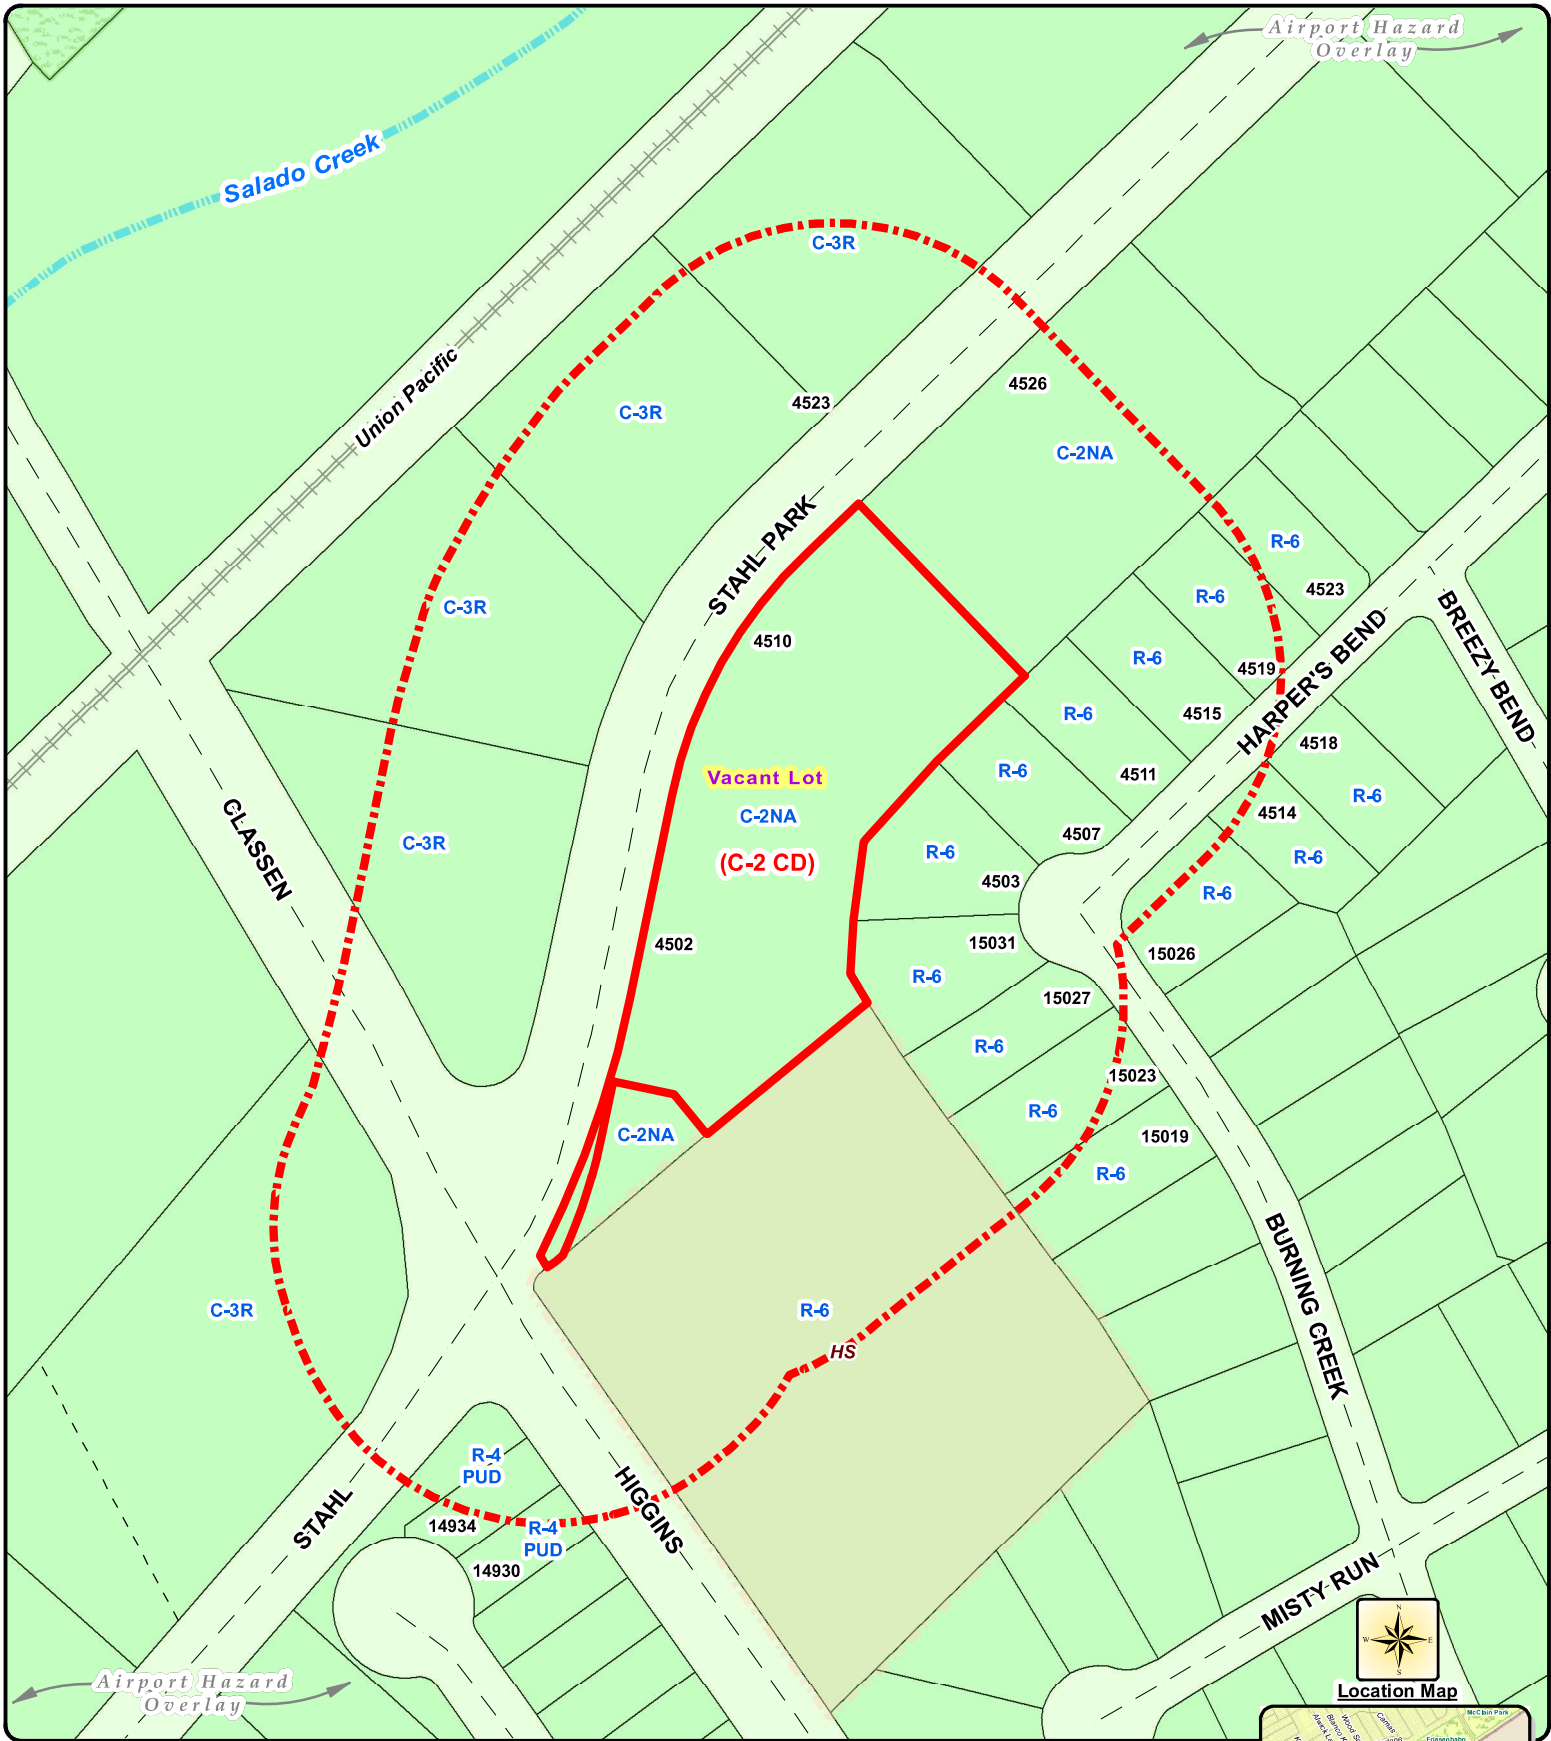 Airport Hazard
Overlay
Salado Creek
C-3R
Union Pacific
4526
4523
C-3R
C-2NA
STAHL PARK
R-6
4523
R-6
C-3R
BREEZY BEND
4510
HARPER'S BEND
R-6
4519
R-6
4515
4518
Vacant Lot
R-6
4511
R-6
C-2NA
4514
CLASSEN
C-3R
4507
(C-2 CD)
R-6
R-6
4503
R-6
4502
15031
15026
R-6
15027
R-6
15023
R-6
C-2NA
15019
R-6
C-3R
R-6
BURNING CREEK
HS
R-4
PUD
STAHL
HIGGINS
14934
R-4
PUD
14930
MISTY RUN
N
W
E
S
Airport Hazard
Overlay
Location Map
McClain Park